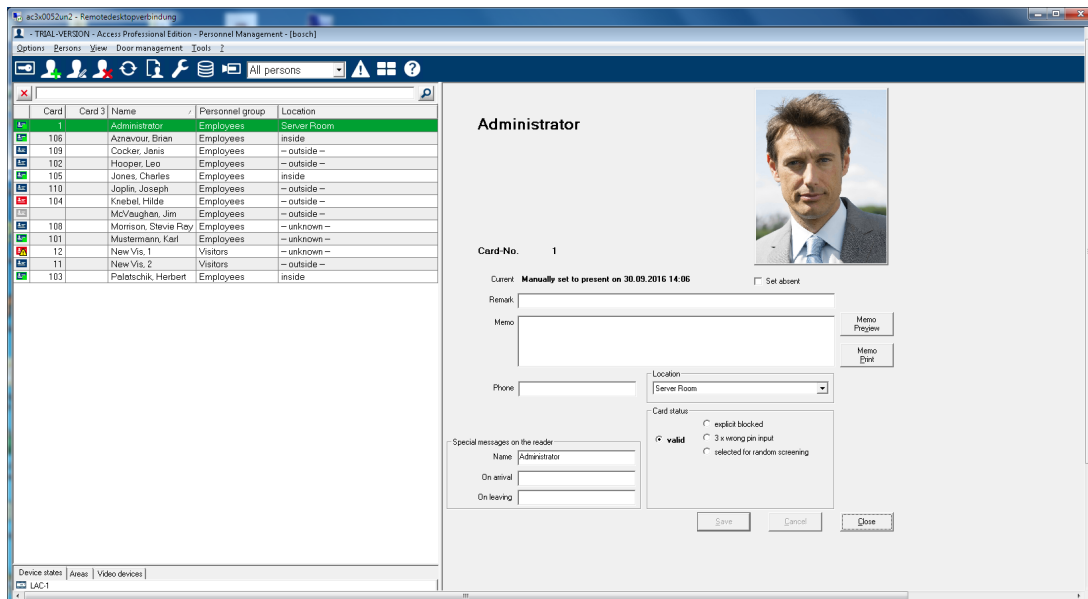 ac3x0052un2 - Remotedesktopverbindung
- TRIAL-VERSION - Access Professional Edition - Personnel Management - [bosch]
Options Persons View Door management Tools ?
All persons
Card Card 3 Name Personnel group Location
1 Administrator Employees Server Room
106 Aznavour, Brian Employees inside
109 Cocker, Janis Employees -- outside --
102 Hooper, Leo Employees -- outside --
105 Jones, Charles Employees inside
110 Joplin, Joseph Employees -- outside --
104 Knebel, Hilde Employees -- outside --
McVaughan, Jim Employees -- outside --
108 Morrison, Stevie Ray Employees -- unknown --
101 Mustermann, Karl Employees -- unknown --
12 New Vis, 1 Visitors -- unknown --
11 New Vis, 2 Visitors -- outside --
103 Palatschik, Herbert Employees inside
Device states Areas Video devices
LAC-1
Administrator
Card-No. 1
Current Manually set to present on 30.09.2016 14:06
Set absent
Remark
Memo
Memo Preview
Memo Print
Phone
Location
Server Room
Card status
valid
explicit blocked
3 x wrong pin input
selected for random screening
Special messages on the reader
Name Administrator
On arrival
On leaving
Save Cancel Close